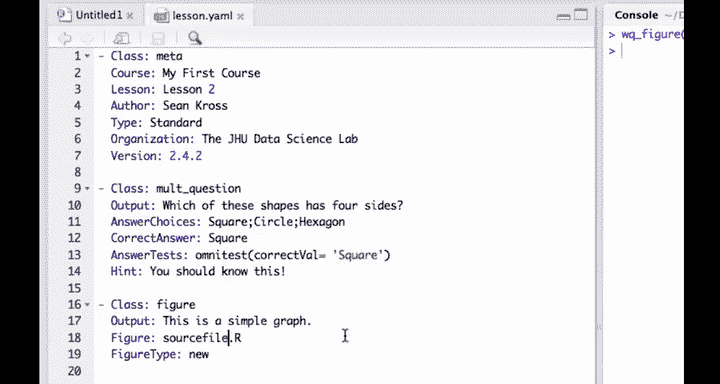 Untitled1
lesson.yaml
Console ~/D
> wq_figure(
>
1 - Class: meta
2 Course: My First Course
3 Lesson: Lesson 2
4 Author: Sean Kross
5 Type: Standard
6 Organization: The JHU Data Science Lab
7 Version: 2.4.2
8
9 - Class: mult_question
10 Output: Which of these shapes has four sides?
11 AnswerChoices: Square;Circle;Hexagon
12 CorrectAnswer: Square
13 AnswerTests: omnitest(correctVal= 'Square')
14 Hint: You should know this!
15
16 - Class: figure
17 Output: This is a simple graph.
18 Figure: sourcefile.R
19 FigureType: new
20